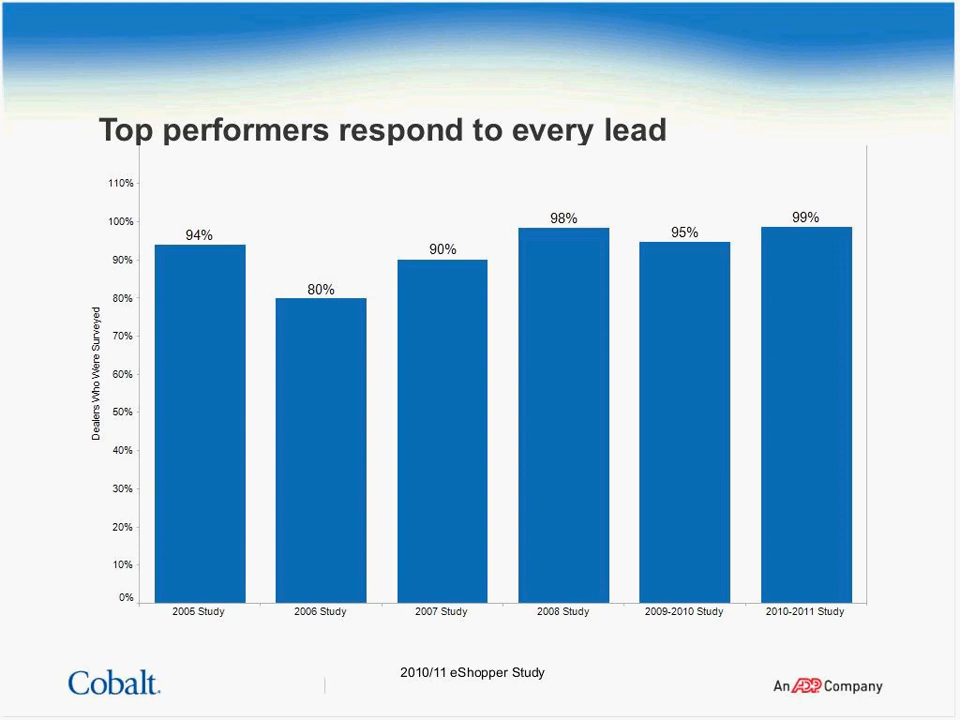 Top performers respond to every lead
110%
100%
90%
80%
70%
60%
50%
40%
30%
20%
10%
0%
Dealers Who Were Surveyed
94%
80%
90%
98%
95%
99%
2005 Study
2006 Study
2007 Study
2008 Study
2009-2010 Study
2010-2011 Study
Cobalt.
2010/11 eShopper Study
An ADP Company